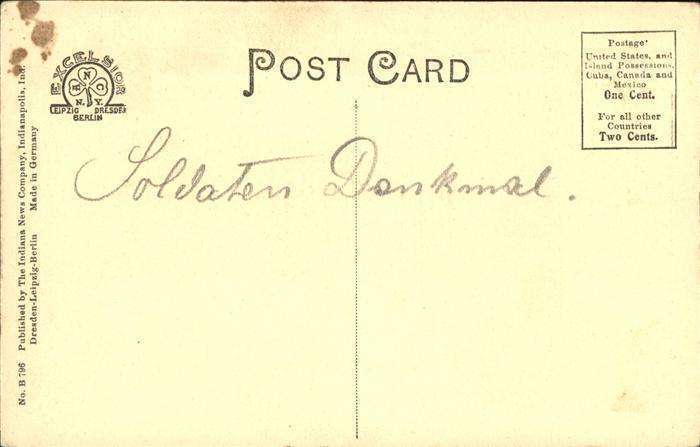 POST CARD
EXCELSIOR
A N C
N.Y.
LEIPZIG DRESDEN
BERLIN
Postage
United States, and
Island Possessions,
Cuba, Canada and
Mexico
One Cent.
For all other
Countries
Two Cents.
Soldaten Denkmal.
No. B 796 Published by The Indiana News Company, Indianapolis, Ind.
Dresden-Leipzig-Berlin Made in Germany